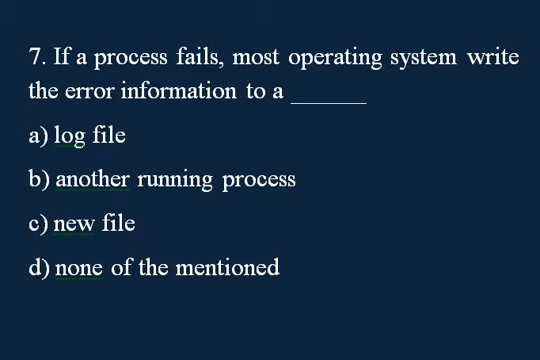 7. If a process fails, most operating system write
the error information to a ______
a) log file
b) another running process
c) new file
d) none of the mentioned